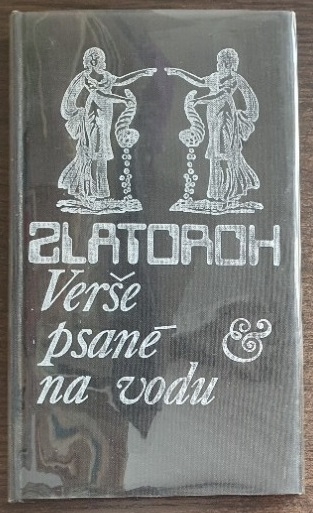 ZLATOROH
Verše
psané &
na vodu